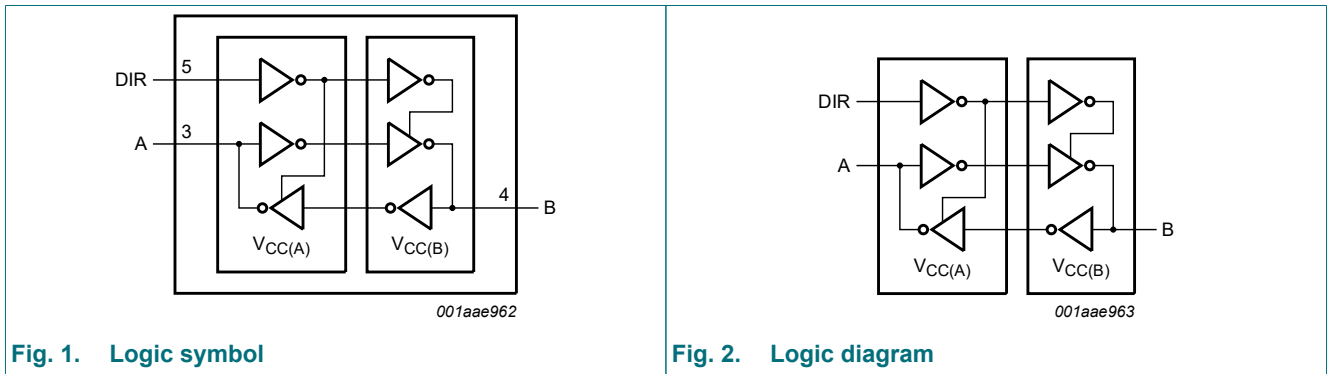 DIR
5
A
3
4
B
VCC(A)
VCC(B)
001aae962
Fig. 1. Logic symbol
DIR
A
B
VCC(A)
VCC(B)
001aae963
Fig. 2. Logic diagram